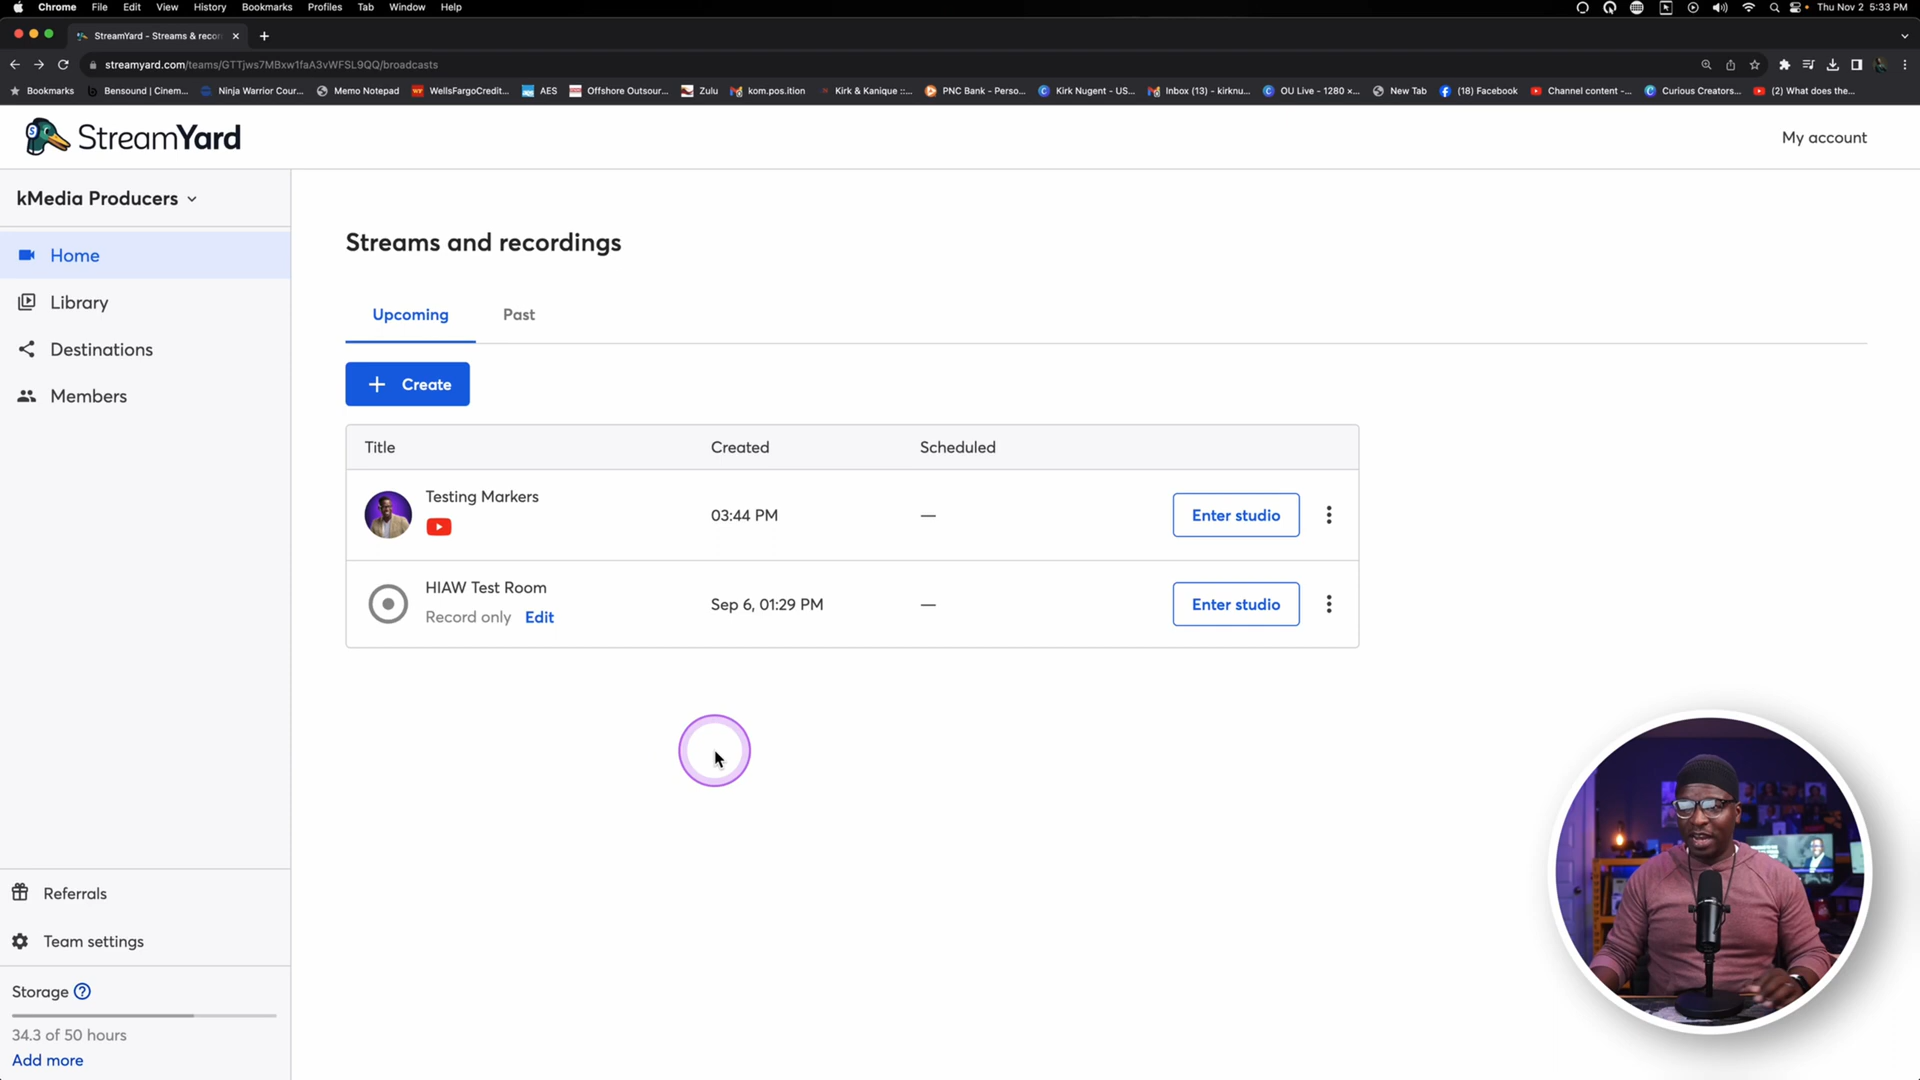 Chrome File Edit View History Bookmarks Profiles Tab Window Help Thu Nov 2 5:33 PM
StreamYard - Streams & recor
streamyard.com/teams/GTTjws7MBxw1faA3vWFSL9QQ/broadcasts
Bookmarks Bensound | Cinem... Ninja Warrior Cour... Memo Notepad WellsFargoCredit... AES Offshore Outsour... Zulu kom.pos.ition Kirk & Kanique ::... PNC Bank - Perso... Kirk Nugent - US... Inbox (13) - kirknu... OU Live - 1280 ×... New Tab (18) Facebook Channel content -... Curious Creators... (2) What does the...
StreamYard
My account
kMedia Producers
Home
Library
Destinations
Members
Referrals
Team settings
Storage ?
34.3 of 50 hours
Add more
Streams and recordings
Upcoming Past
+ Create
Title Created Scheduled
Testing Markers
03:44 PM — Enter studio
HIAW Test Room
Record only Edit
Sep 6, 01:29 PM — Enter studio